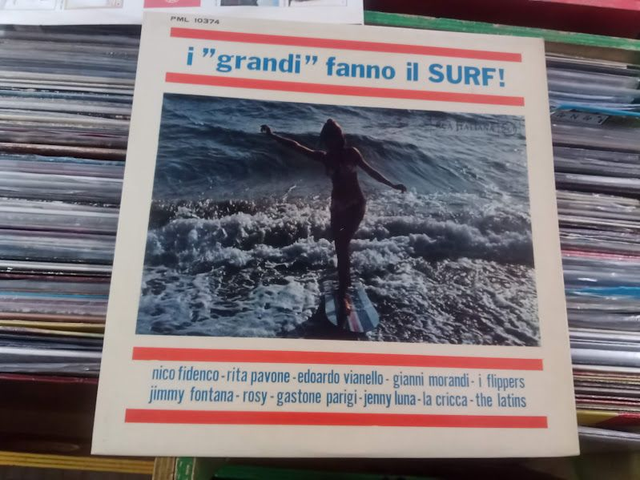 PML 10374
i "grandi" fanno il SURF!
nico fidenco - rita pavone - edoardo vianello - gianni morandi - i flippers
jimmy fontana - rosy - gastone parigi - jenny luna - la cricca - the latins